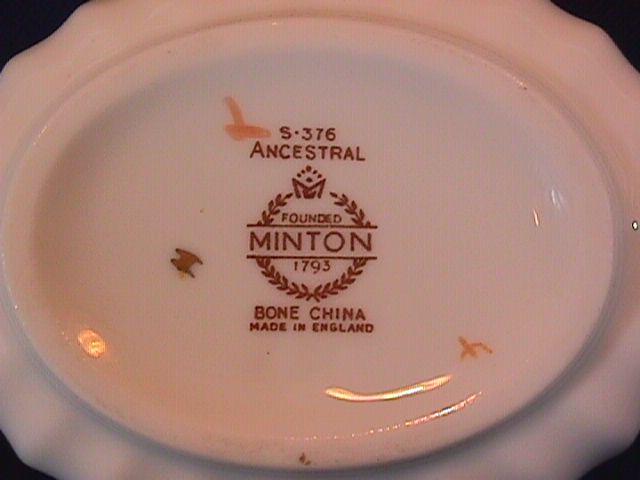 S-376
ANCESTRAL
FOUNDED
MINTON
1793
BONE CHINA
MADE IN ENGLAND